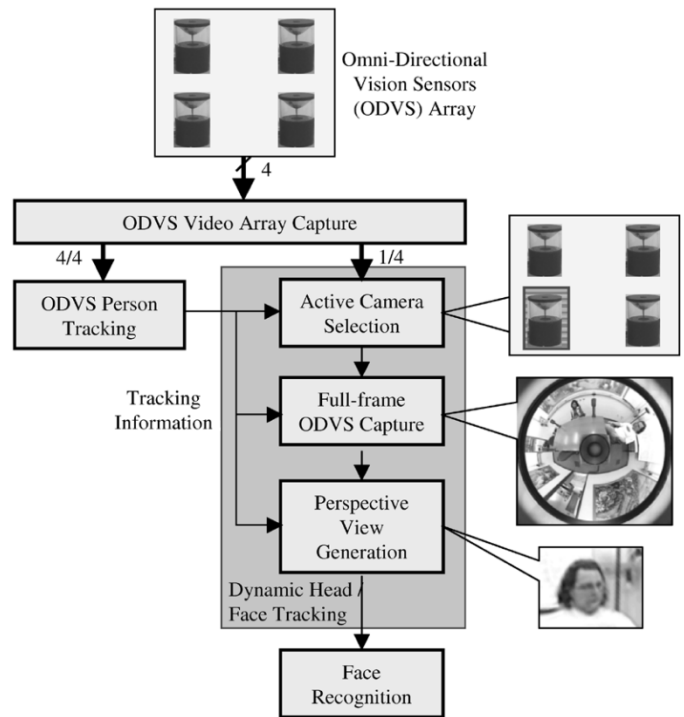 Omni-Directional
Vision Sensors
(ODVS) Array
4
ODVS Video Array Capture
4/4
1/4
ODVS Person
Tracking
Active Camera
Selection
Tracking
Information
Full-frame
ODVS Capture
Perspective
View
Generation
Dynamic Head /
Face Tracking
Face
Recognition